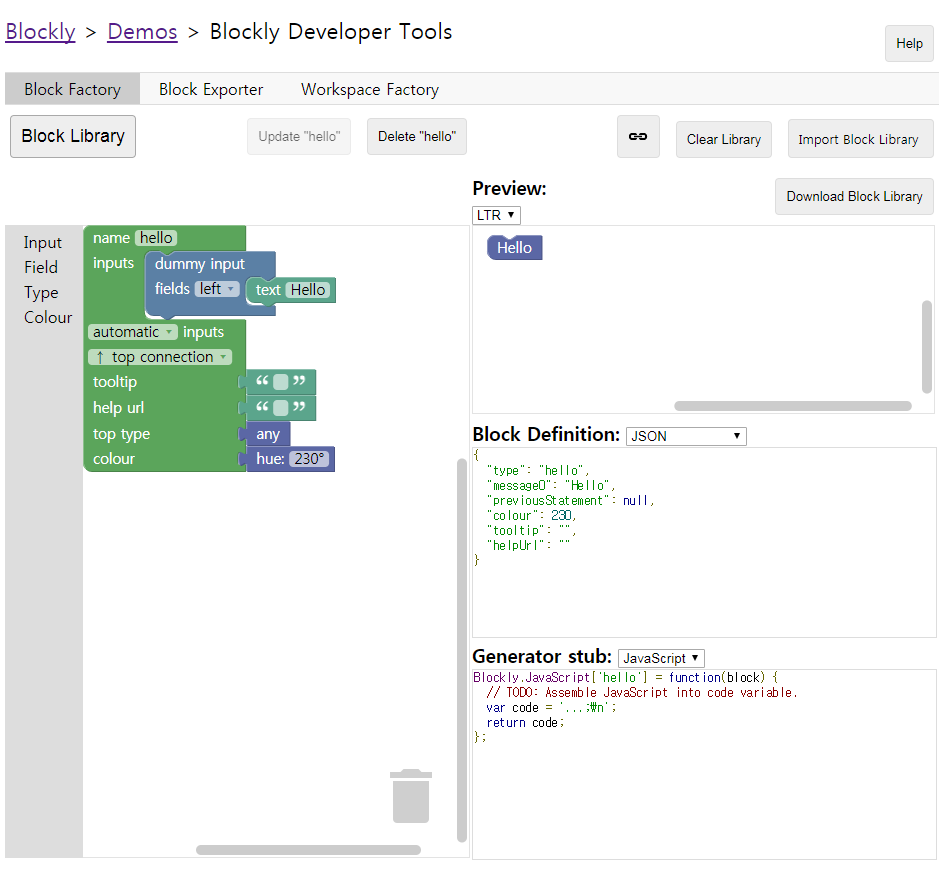 Blockly > Demos > Blockly Developer Tools
Help
Block Factory Block Exporter Workspace Factory
Block Library Update "hello" Delete "hello" Clear Library Import Block Library
Download Block Library
Input
Field
Type
Colour
name hello
inputs dummy input
fields left ▾ text Hello
automatic ▾ inputs
↑ top connection ▾
tooltip “ ”
help url “ ”
top type any
colour hue: 230°
Preview:
LTR ▼
Hello
Block Definition: JSON ▼
{
"type": "hello",
"message0": "Hello",
"previousStatement": null,
"colour": 230,
"tooltip": "",
"helpUrl": ""
}
Generator stub: JavaScript ▼
Blockly.JavaScript['hello'] = function(block) {
// TODO: Assemble JavaScript into code variable.
var code = '...;₩n';
return code;
};